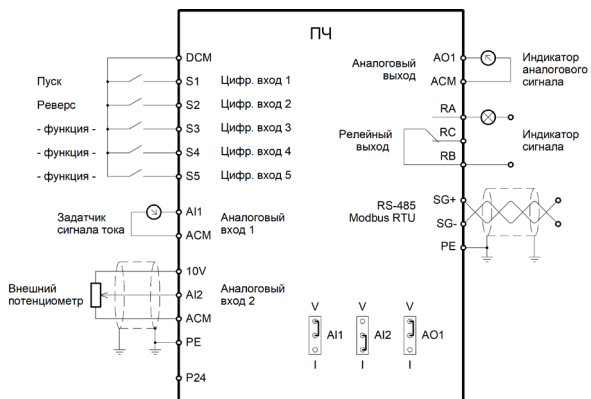 ПЧ
DCM
Пуск
S1
Цифр. вход 1
Реверс
S2
Цифр. вход 2
- функция -
S3
Цифр. вход 3
- функция -
S4
Цифр. вход 4
- функция -
S5
Цифр. вход 5
Задатчик
сигнала тока
AI1
ACM
Аналоговый
вход 1
Внешний
потенциометр
10V
AI2
ACM
Аналоговый
вход 2
PE
P24
Аналоговый
выход
AO1
ACM
Индикатор
аналогового
сигнала
Релейный
выход
RA
RC
RB
Индикатор
сигнала
RS-485
Modbus RTU
SG+
SG-
PE
V
V
V
AI1
AI2
AO1
I
I
I